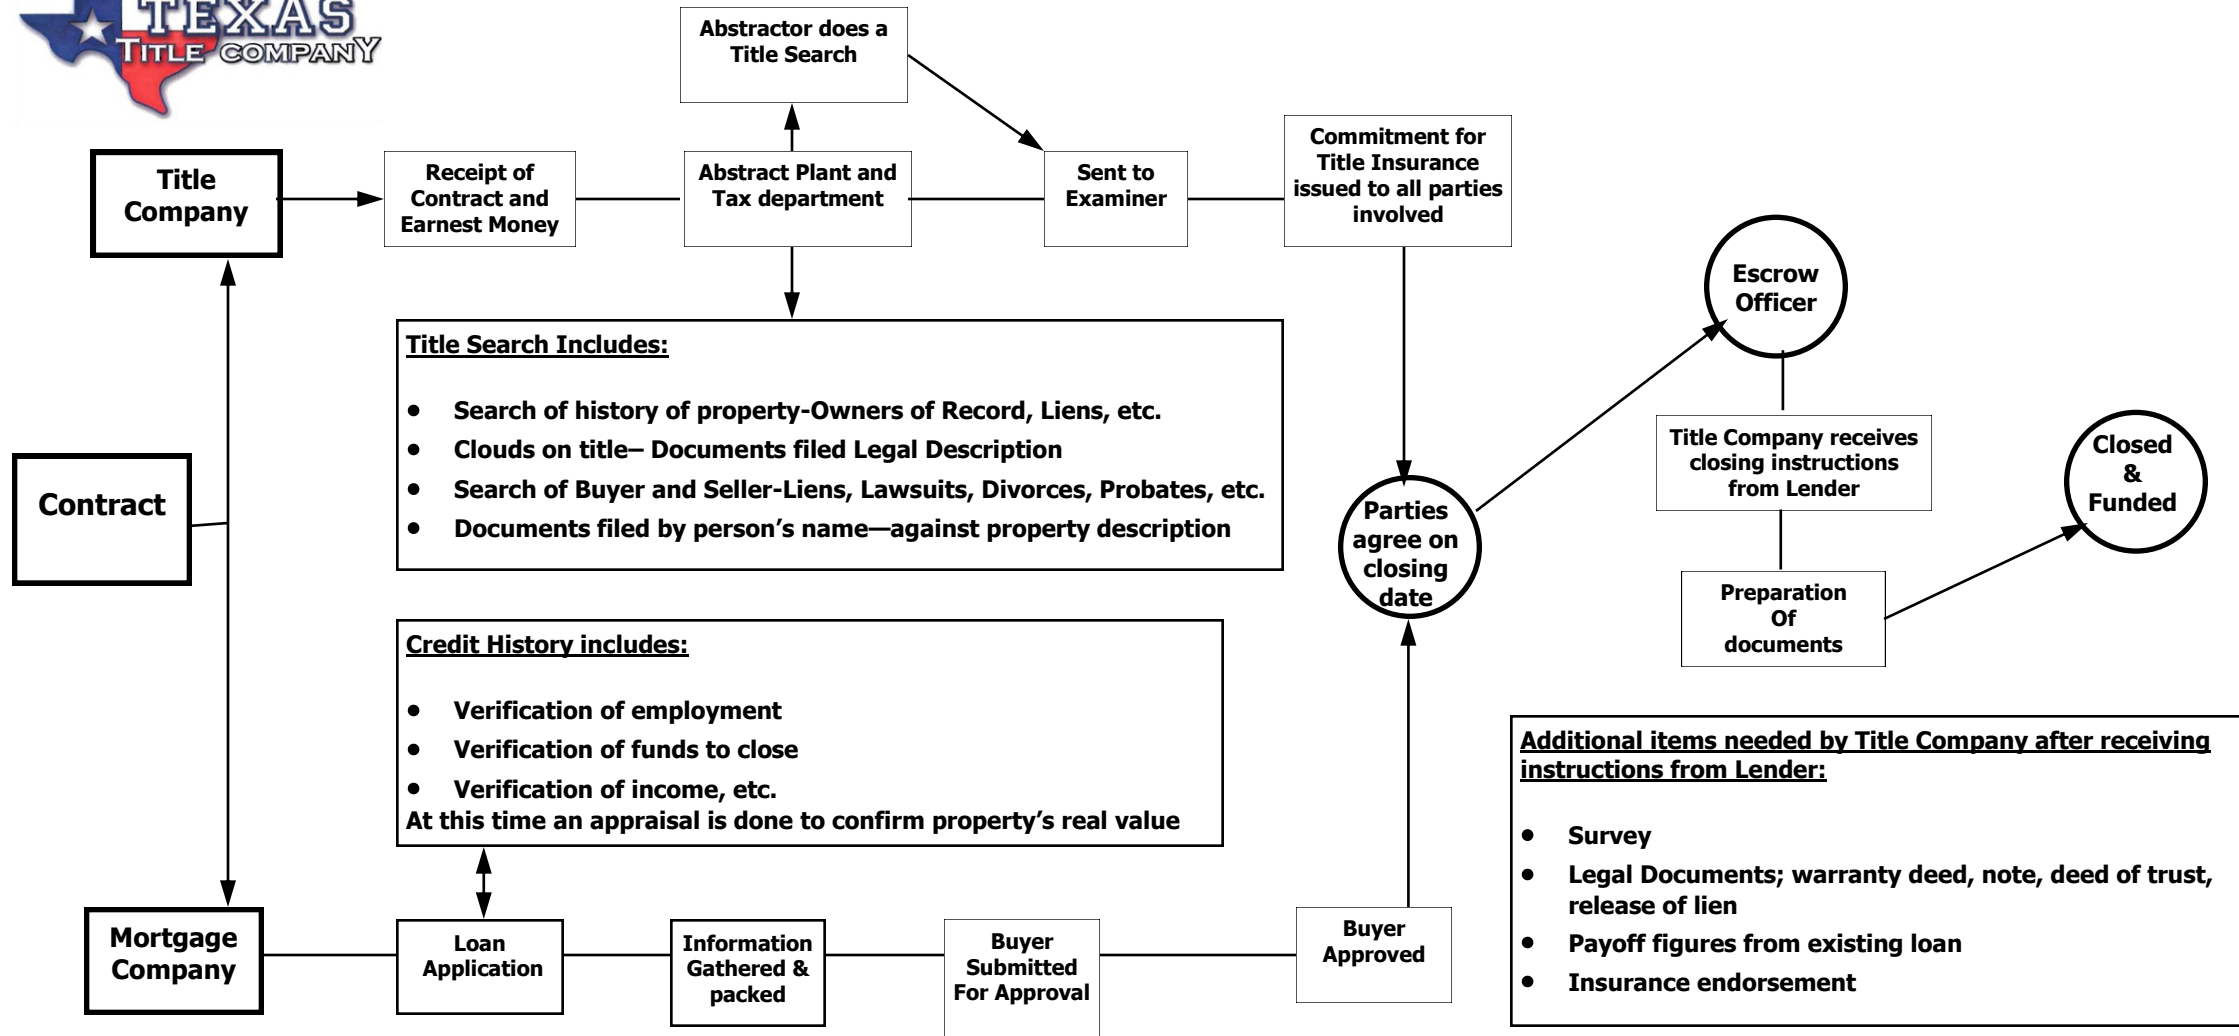 TEXAS
TITLE COMPANY
Abstractor does a
Title Search
Title
Company
Receipt of
Contract and
Earnest Money
Abstract Plant and
Tax department
Sent to
Examiner
Commitment for
Title Insurance
issued to all parties
involved
Escrow
Officer
Title Search Includes:
● Search of history of property-Owners of Record, Liens, etc.
● Clouds on title– Documents filed Legal Description
● Search of Buyer and Seller-Liens, Lawsuits, Divorces, Probates, etc.
● Documents filed by person’s name—against property description
Contract
Parties
agree on
closing
date
Title Company receives
closing instructions
from Lender
Closed
&
Funded
Preparation
Of
documents
Credit History includes:
● Verification of employment
● Verification of funds to close
● Verification of income, etc.
At this time an appraisal is done to confirm property’s real value
Additional items needed by Title Company after receiving
instructions from Lender:
● Survey
● Legal Documents; warranty deed, note, deed of trust,
release of lien
● Payoff figures from existing loan
● Insurance endorsement
Mortgage
Company
Loan
Application
Information
Gathered &
packed
Buyer
Submitted
For Approval
Buyer
Approved